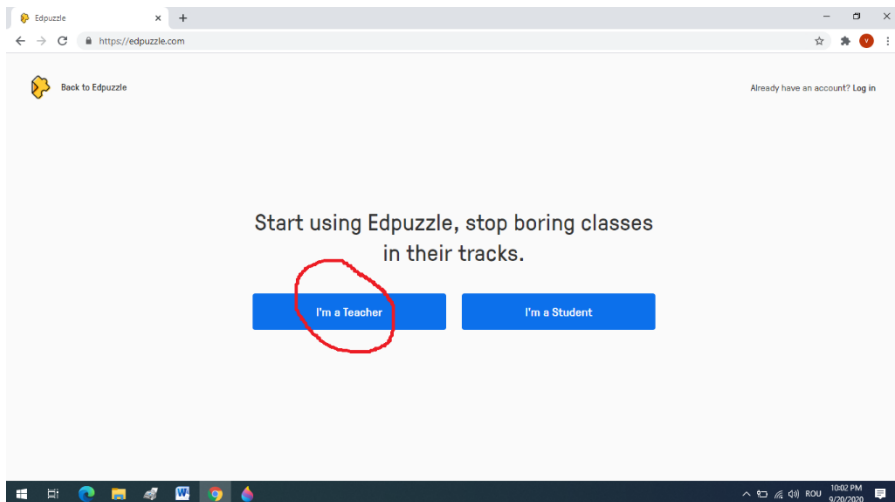 Edpuzzle
https://edpuzzle.com
V
Back to Edpuzzle
Already have an account? Log in
Start using Edpuzzle, stop boring classes
in their tracks.
I'm a Teacher
I'm a Student
W
ROU
10:02 PM
9/20/2020